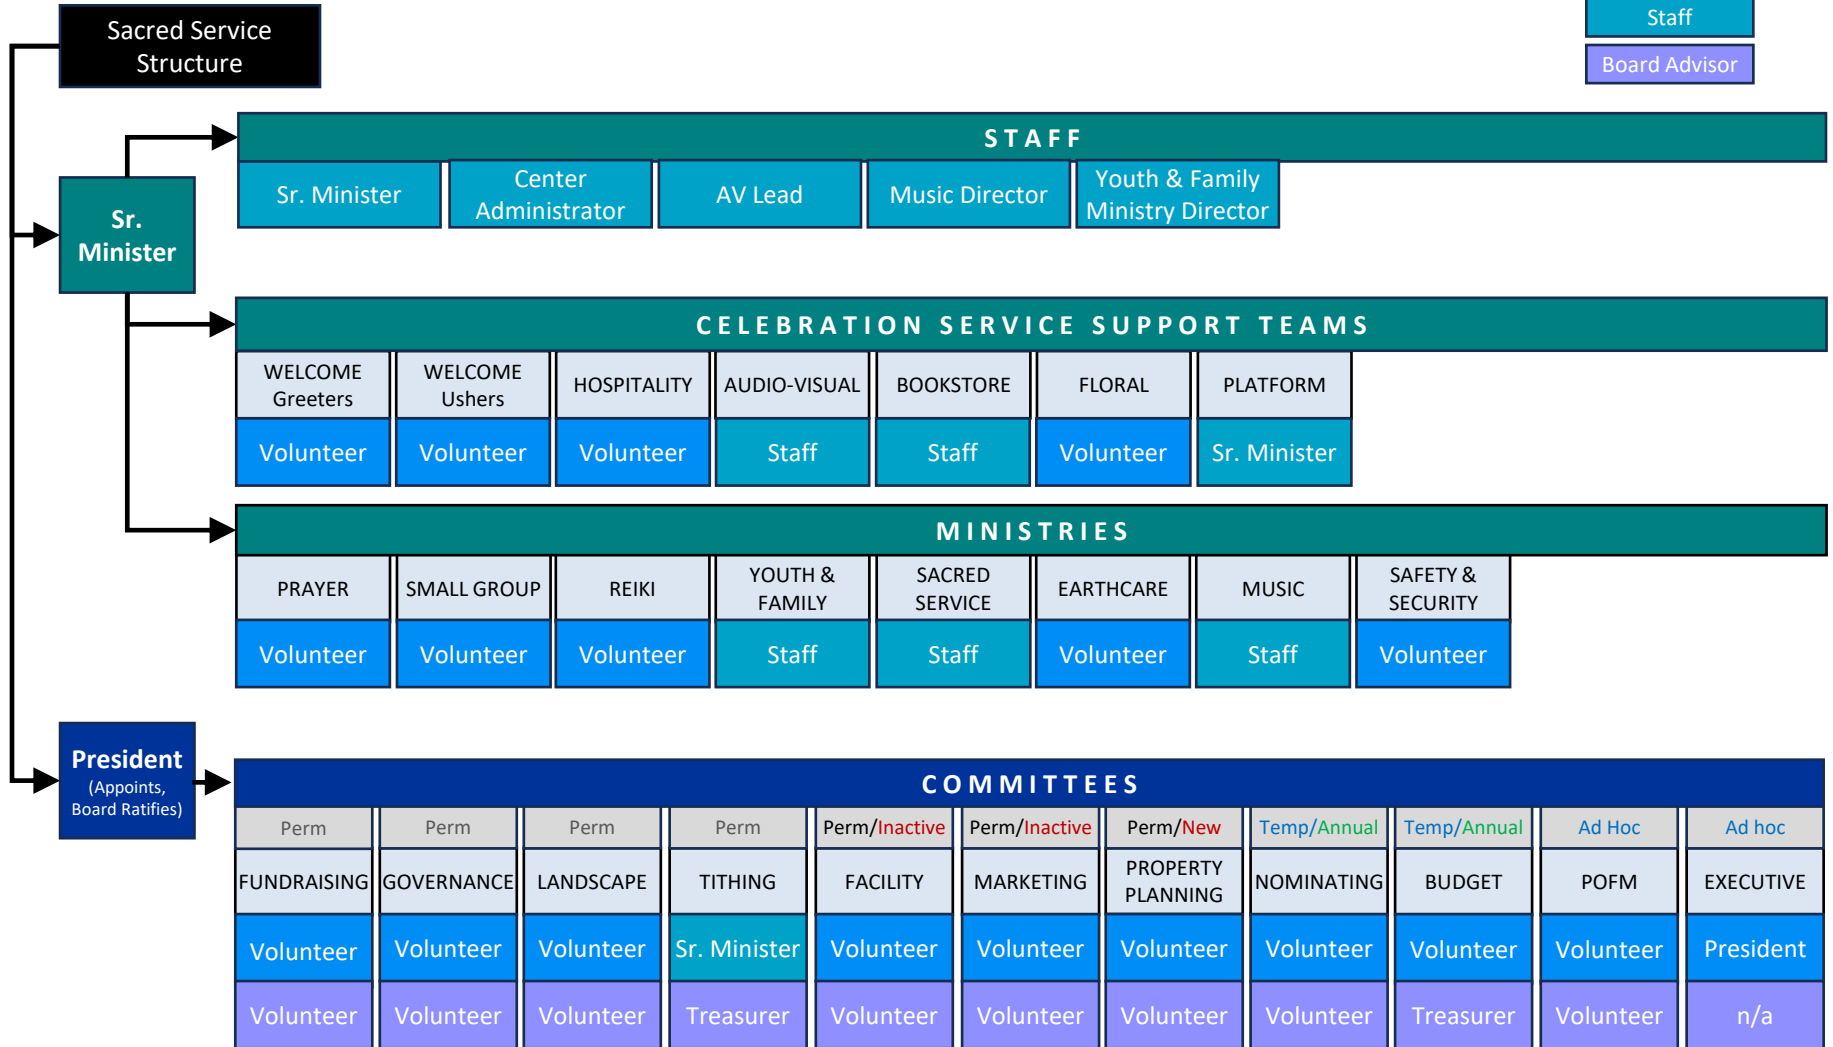 Sacred Service
Structure
Staff
Board Advisor
STAFF
Sr. Minister
Center
Administrator
AV Lead
Music Director
Youth & Family
Ministry Director
Sr.
Minister
CELEBRATION SERVICE SUPPORT TEAMS
WELCOME
Greeters
WELCOME
Ushers
HOSPITALITY
AUDIO-VISUAL
BOOKSTORE
FLORAL
PLATFORM
Volunteer
Volunteer
Volunteer
Staff
Staff
Volunteer
Sr. Minister
MINISTRIES
PRAYER
SMALL GROUP
REIKI
YOUTH &
FAMILY
SACRED
SERVICE
EARTHCARE
MUSIC
SAFETY &
SECURITY
Volunteer
Volunteer
Volunteer
Staff
Staff
Volunteer
Staff
Volunteer
President
(Appoints,
Board Ratifies)
COMMITTEES
Perm
Perm
Perm
Perm
Perm/Inactive
Perm/Inactive
Perm/New
Temp/Annual
Temp/Annual
Ad Hoc
Ad hoc
FUNDRAISING
GOVERNANCE
LANDSCAPE
TITHING
FACILITY
MARKETING
PROPERTY
PLANNING
NOMINATING
BUDGET
POFM
EXECUTIVE
Volunteer
Volunteer
Volunteer
Sr. Minister
Volunteer
Volunteer
Volunteer
Volunteer
Volunteer
Volunteer
President
Volunteer
Volunteer
Volunteer
Treasurer
Volunteer
Volunteer
Volunteer
Volunteer
Treasurer
Volunteer
n/a